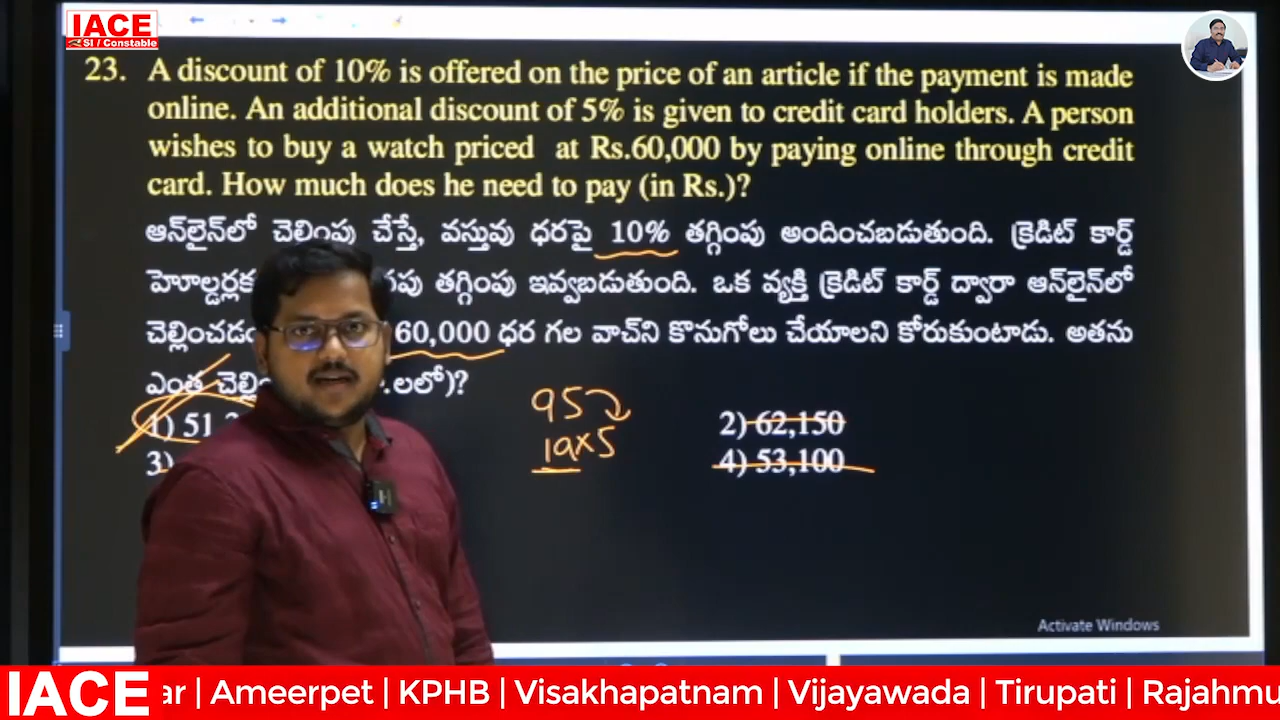 IACE
SI / Constable
23. A discount of 10% is offered on the price of an article if the payment is made
online. An additional discount of 5% is given to credit card holders. A person
wishes to buy a watch priced at Rs.60,000 by paying online through credit
card. How much does he need to pay (in Rs.)?
ఆన్‌లైన్‌లో చెల్లింపు చేస్తే, వస్తువు ధరపై 10% తగ్గింపు అందించబడుతుంది. క్రెడిట్ కార్డ్
తగ్గింపు ఇవ్వబడుతుంది. ఒక వ్యక్తి క్రెడిట్ కార్డ్ ద్వారా ఆన్‌లైన్‌లో
60,000 ధర గల వాచ్‌ని కొనుగోలు చేయాలని కోరుకుంటాడు. అతను
ఎంత .లలో)?
1) 51
95
2) 62,150
3)
19x5
4) 53,100
Activate Windows
IACE
ar | Ameerpet | KPHB | Visakhapatnam | Vijayawada | Tirupati | Rajahmu